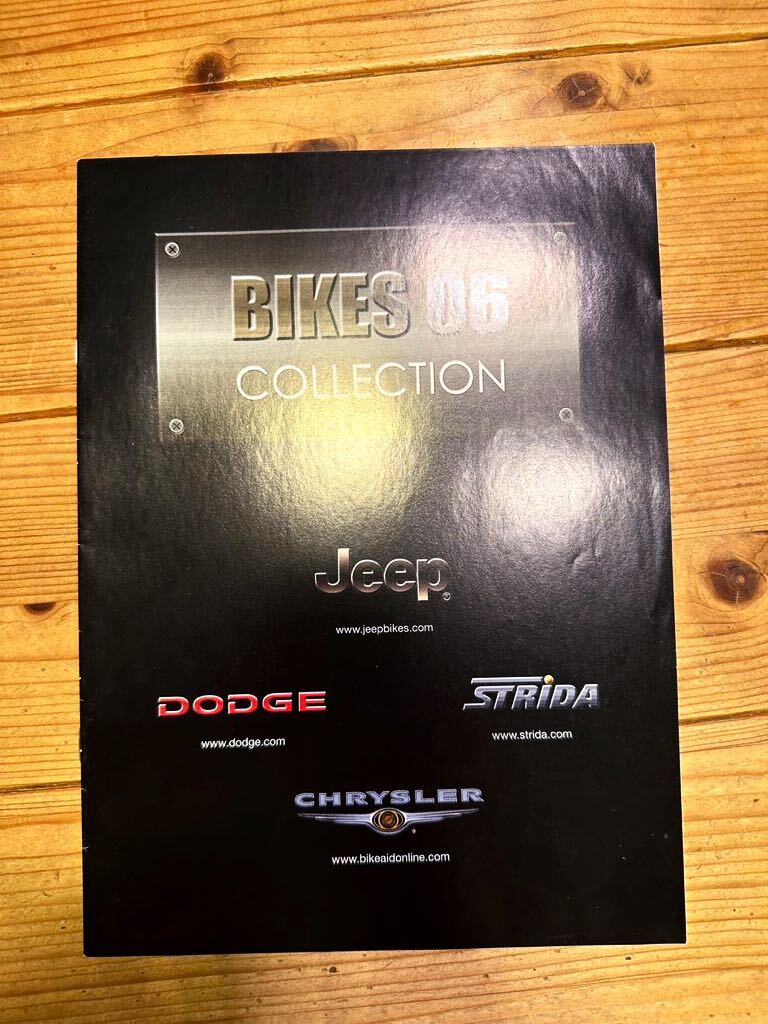 BIKES 06
COLLECTION
Jeep®
www.jeepbikes.com
DODGE
www.dodge.com
STRiDA
www.strida.com
CHRYSLER
www.bikeaidonline.com